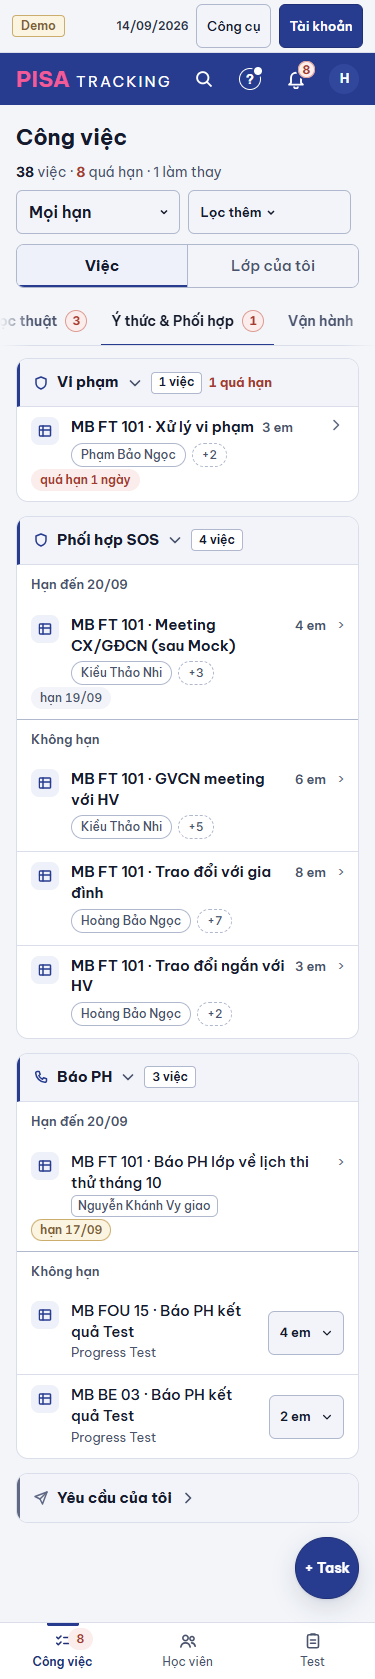 Demo
14/09/2026
Công cụ
Tài khoản
PISA TRACKING
?
8
H
Công việc
38 việc · 8 quá hạn · 1 làm thay
Mọi hạn
Lọc thêm
Việc
Lớp của tôi
ọc thuật 3
Ý thức & Phối hợp 1
Vận hành
Vi phạm 1 việc 1 quá hạn
MB FT 101 · Xử lý vi phạm 3 em
Phạm Bảo Ngọc +2
quá hạn 1 ngày
Phối hợp SOS 4 việc
Hạn đến 20/09
MB FT 101 · Meeting 4 em
CX/GĐCN (sau Mock)
Kiều Thảo Nhi +3
hạn 19/09
Không hạn
MB FT 101 · GVCN meeting 6 em
với HV
Kiều Thảo Nhi +5
MB FT 101 · Trao đổi với gia 8 em
đình
Hoàng Bảo Ngọc +7
MB FT 101 · Trao đổi ngắn với 3 em
HV
Hoàng Bảo Ngọc +2
Báo PH 3 việc
Hạn đến 20/09
MB FT 101 · Báo PH lớp về lịch thi
thử tháng 10
Nguyễn Khánh Vy giao
hạn 17/09
Không hạn
MB FOU 15 · Báo PH kết
quả Test
Progress Test
4 em
MB BE 03 · Báo PH kết
quả Test
Progress Test
2 em
Yêu cầu của tôi
+ Task
8
Công việc
Học viên
Test